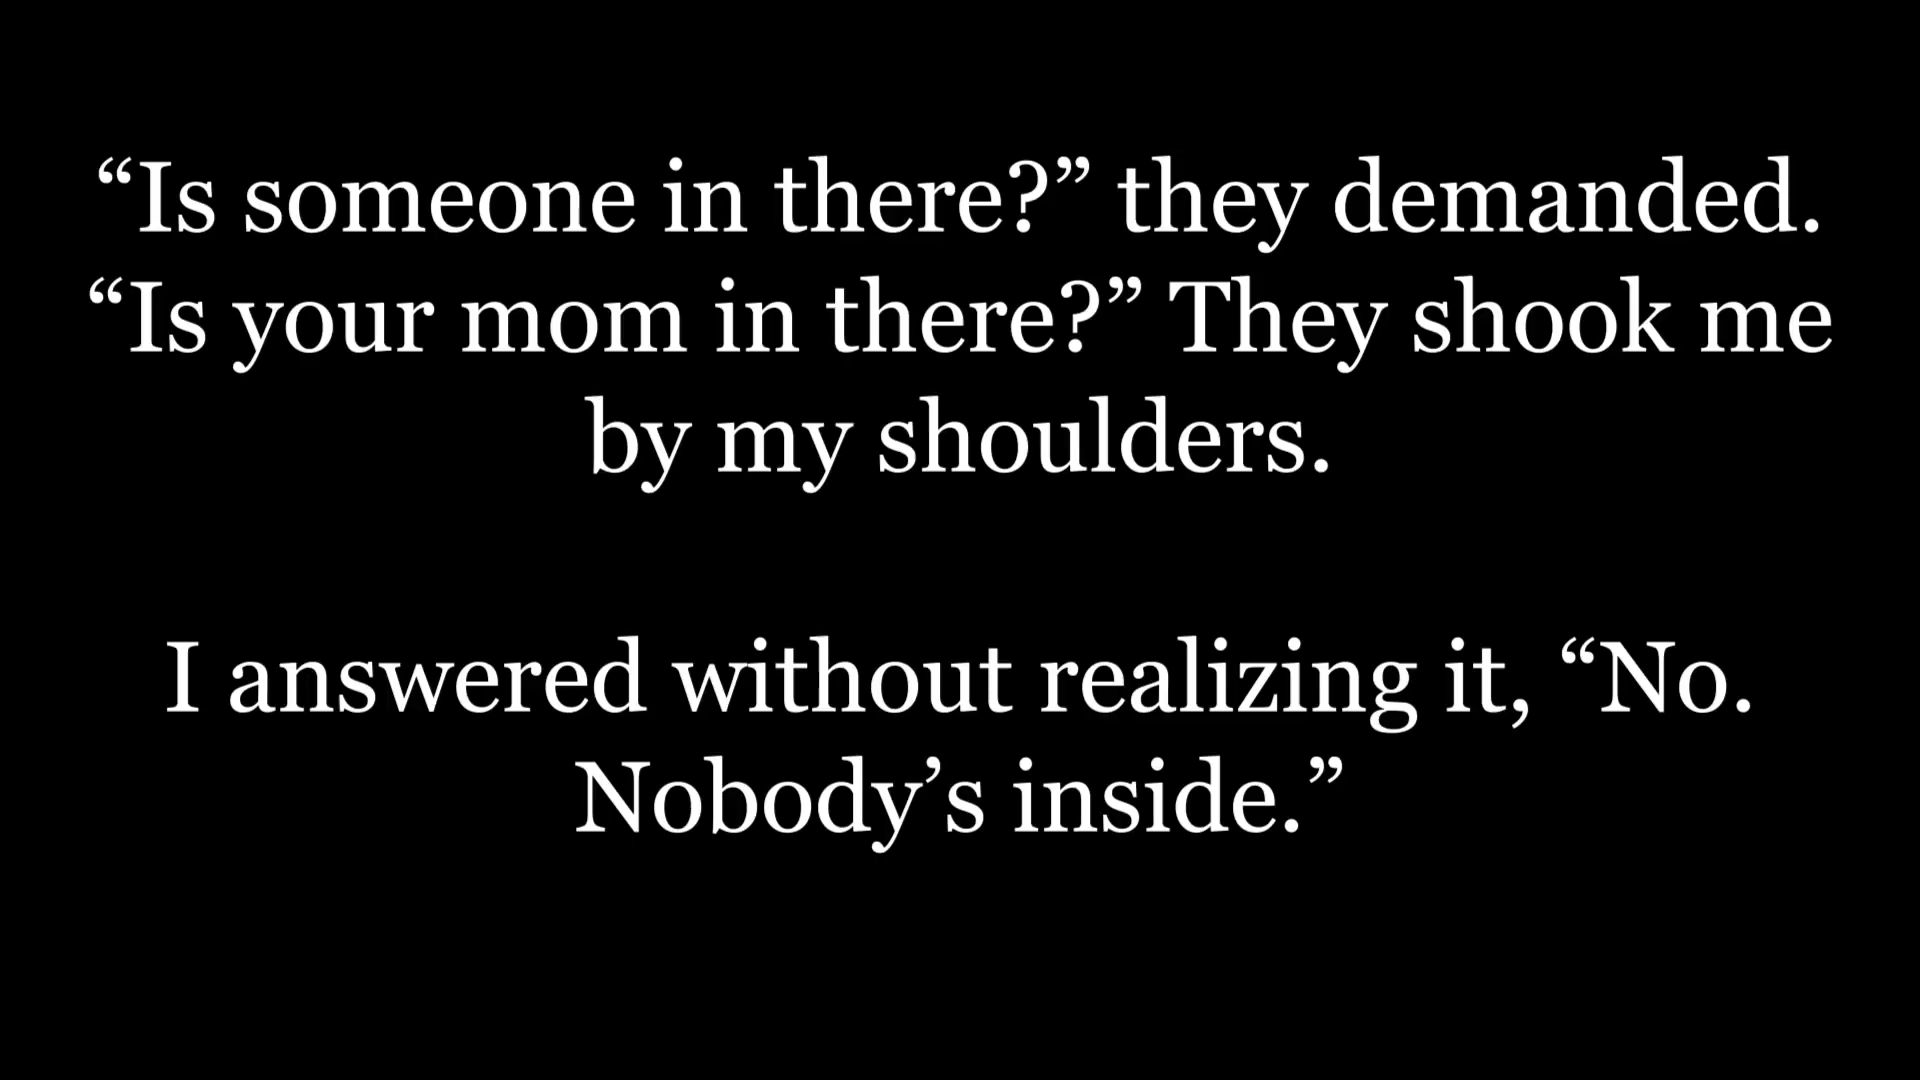 “Is someone in there?” they demanded.
“Is your mom in there?” They shook me
by my shoulders.
I answered without realizing it, “No.
Nobody’s inside.”